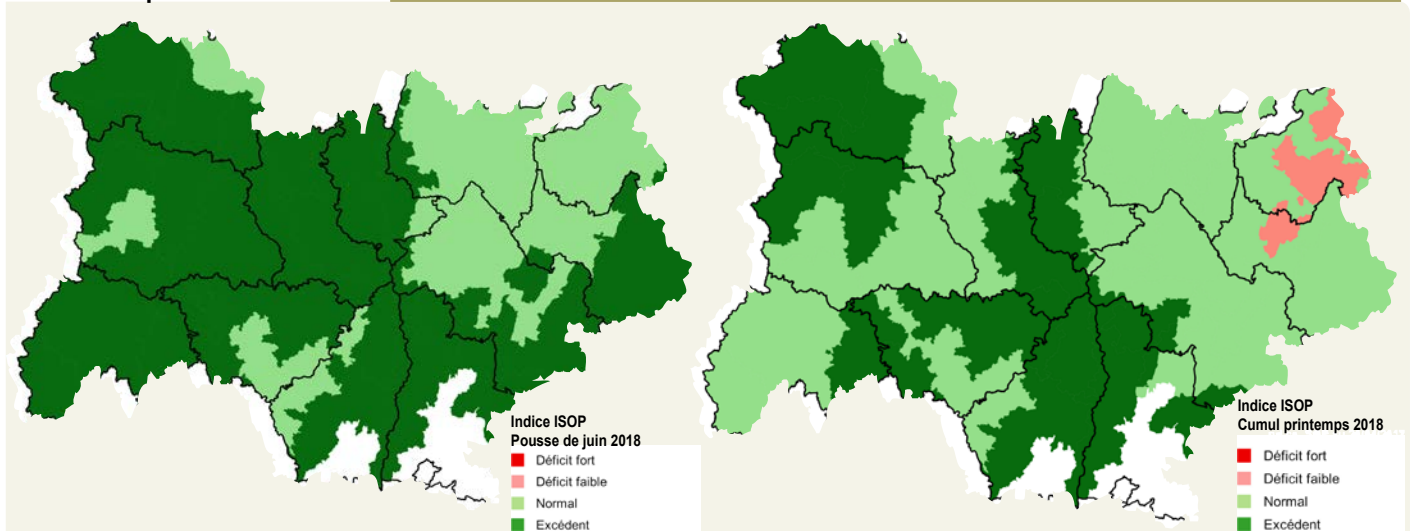 Indice ISOP
Pousse de juin 2018
Déficit fort
Déficit faible
Normal
Excédent
Indice ISOP
Cumul printemps 2018
Déficit fort
Déficit faible
Normal
Excédent